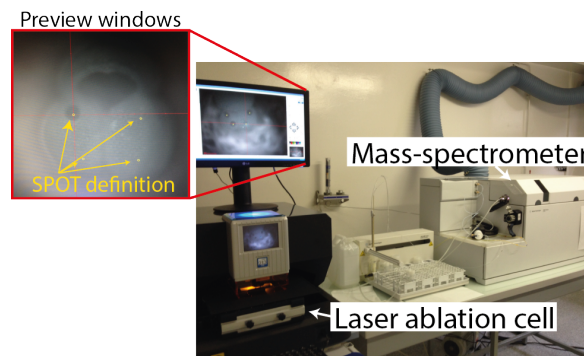 Preview windows
SPOT definition
Mass-spectrometer
Laser ablation cell